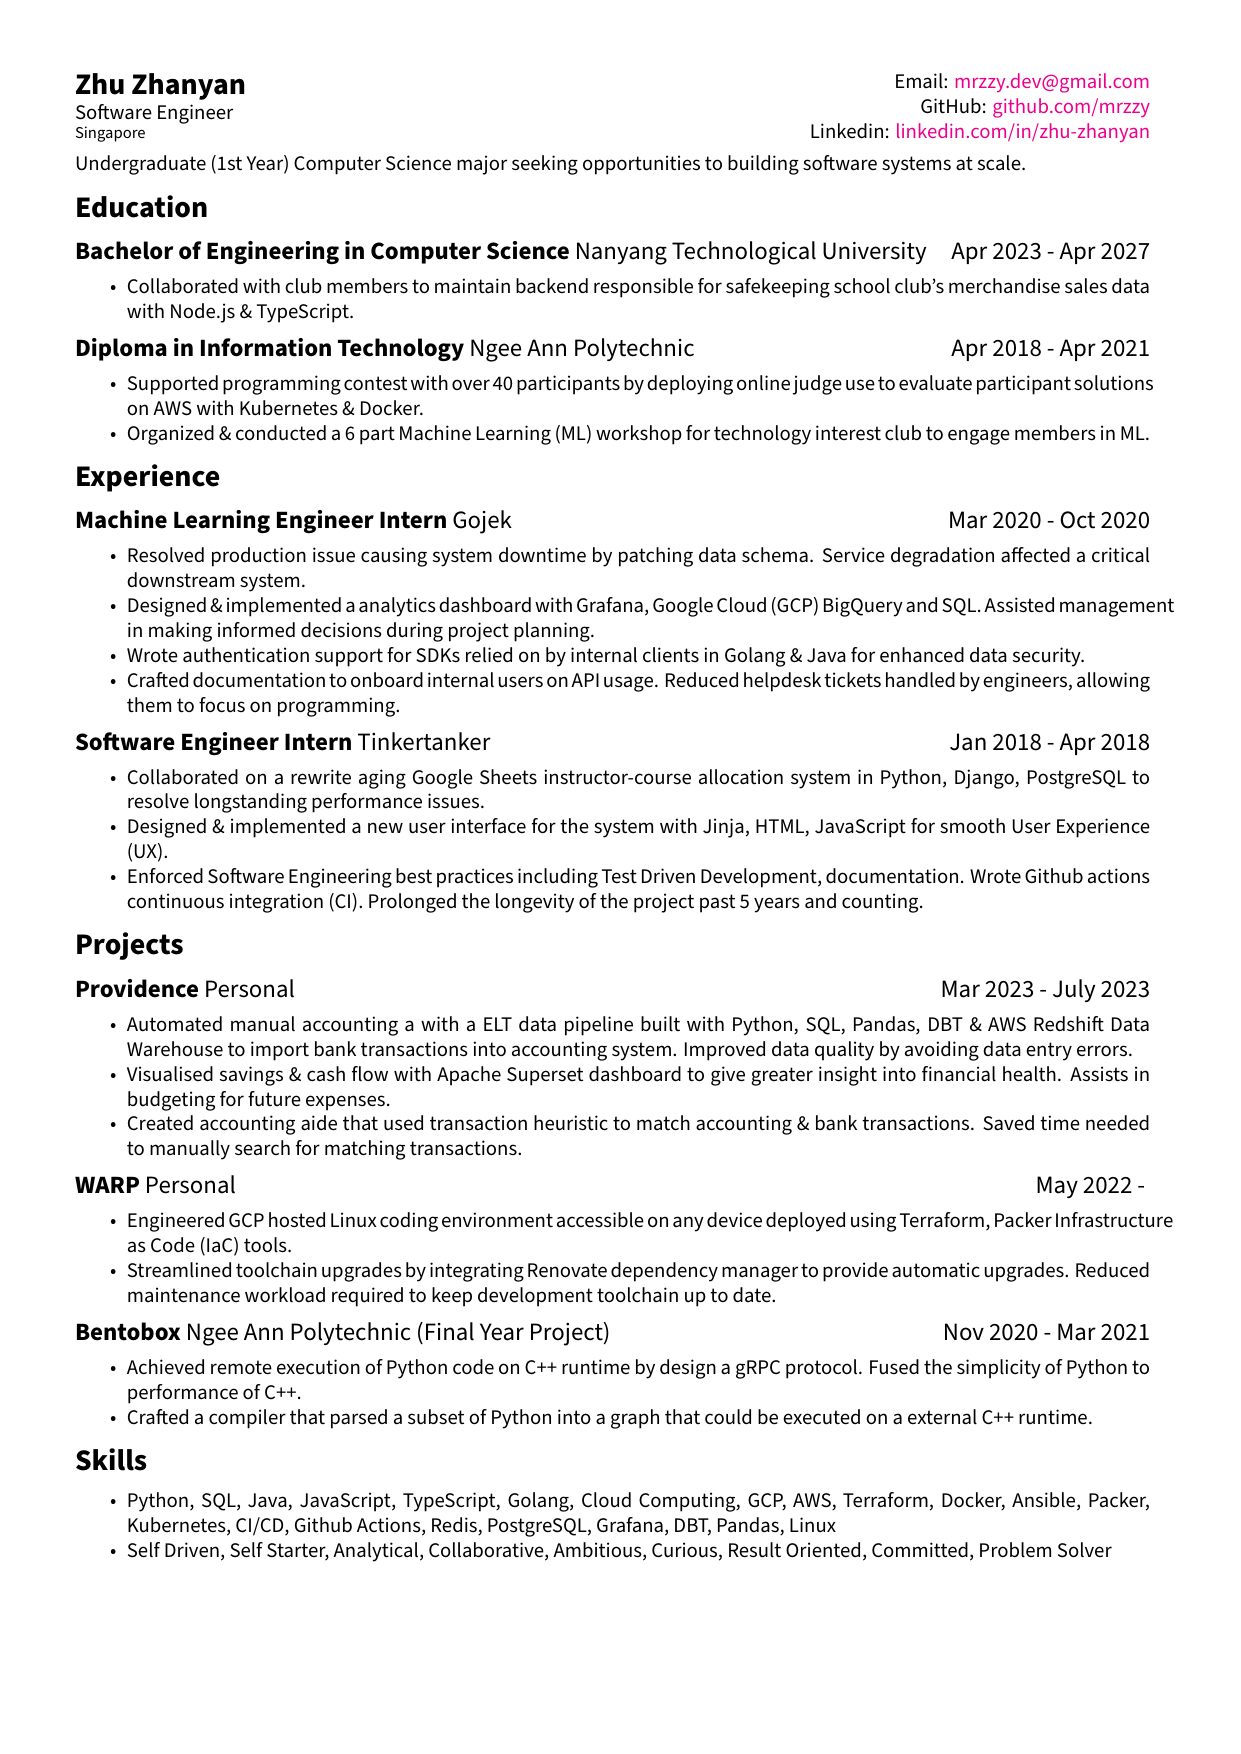 Zhu Zhanyan
Software Engineer
Singapore
Email: mrzzy.dev@gmail.com
GitHub: github.com/mrzzy
Linkedin: linkedin.com/in/zhu-zhanyan
Undergraduate (1st Year) Computer Science major seeking opportunities to building software systems at scale.
Education
Bachelor of Engineering in Computer Science Nanyang Technological University Apr 2023 - Apr 2027
• Collaborated with club members to maintain backend responsible for safekeeping school club’s merchandise sales data
with Node.js & TypeScript.
Diploma in Information Technology Ngee Ann Polytechnic Apr 2018 - Apr 2021
• Supported programming contest with over 40 participants by deploying online judge use to evaluate participant solutions
on AWS with Kubernetes & Docker.
• Organized & conducted a 6 part Machine Learning (ML) workshop for technology interest club to engage members in ML.
Experience
Machine Learning Engineer Intern Gojek Mar 2020 - Oct 2020
• Resolved production issue causing system downtime by patching data schema. Service degradation affected a critical
downstream system.
• Designed & implemented a analytics dashboard with Grafana, Google Cloud (GCP) BigQuery and SQL. Assisted management
in making informed decisions during project planning.
• Wrote authentication support for SDKs relied on by internal clients in Golang & Java for enhanced data security.
• Crafted documentation to onboard internal users on API usage. Reduced helpdesk tickets handled by engineers, allowing
them to focus on programming.
Software Engineer Intern Tinkertanker Jan 2018 - Apr 2018
• Collaborated on a rewrite aging Google Sheets instructor-course allocation system in Python, Django, PostgreSQL to
resolve longstanding performance issues.
• Designed & implemented a new user interface for the system with Jinja, HTML, JavaScript for smooth User Experience
(UX).
• Enforced Software Engineering best practices including Test Driven Development, documentation. Wrote Github actions
continuous integration (CI). Prolonged the longevity of the project past 5 years and counting.
Projects
Providence Personal Mar 2023 - July 2023
• Automated manual accounting a with a ELT data pipeline built with Python, SQL, Pandas, DBT & AWS Redshift Data
Warehouse to import bank transactions into accounting system. Improved data quality by avoiding data entry errors.
• Visualised savings & cash flow with Apache Superset dashboard to give greater insight into financial health. Assists in
budgeting for future expenses.
• Created accounting aide that used transaction heuristic to match accounting & bank transactions. Saved time needed
to manually search for matching transactions.
WARP Personal May 2022 -
• Engineered GCP hosted Linux coding environment accessible on any device deployed using Terraform, Packer Infrastructure
as Code (IaC) tools.
• Streamlined toolchain upgrades by integrating Renovate dependency manager to provide automatic upgrades. Reduced
maintenance workload required to keep development toolchain up to date.
Bentobox Ngee Ann Polytechnic (Final Year Project) Nov 2020 - Mar 2021
• Achieved remote execution of Python code on C++ runtime by design a gRPC protocol. Fused the simplicity of Python to
performance of C++.
• Crafted a compiler that parsed a subset of Python into a graph that could be executed on a external C++ runtime.
Skills
• Python, SQL, Java, JavaScript, TypeScript, Golang, Cloud Computing, GCP, AWS, Terraform, Docker, Ansible, Packer,
Kubernetes, CI/CD, Github Actions, Redis, PostgreSQL, Grafana, DBT, Pandas, Linux
• Self Driven, Self Starter, Analytical, Collaborative, Ambitious, Curious, Result Oriented, Committed, Problem Solver